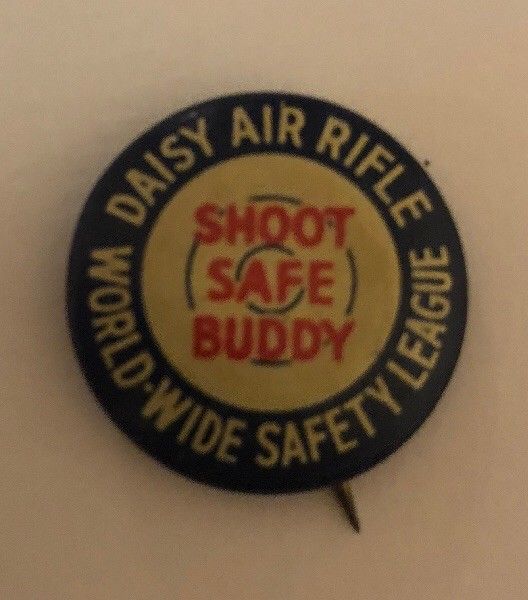 DAISY AIR RIFLE
SHOOT
SAFE
BUDDY
WORLD-WIDE SAFETY LEAGUE